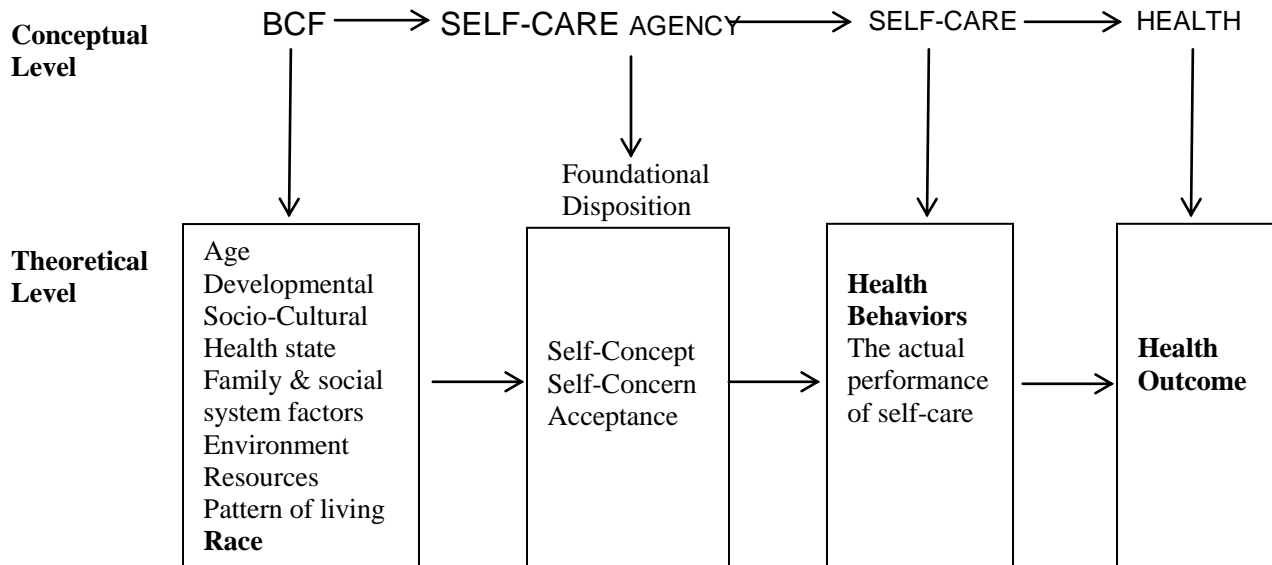 Conceptual
Level
BCF
SELF-CARE AGENCY
SELF-CARE
HEALTH
Foundational
Disposition
Theoretical
Level
Age
Developmental
Socio-Cultural
Health state
Family & social
system factors
Environment
Resources
Pattern of living
Race
Self-Concept
Self-Concern
Acceptance
Health
Behaviors
The actual
performance
of self-care
Health
Outcome